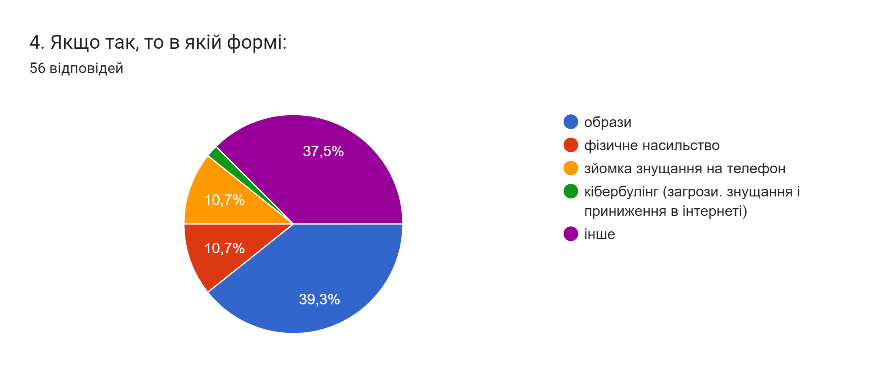 4. Якщо так, то в якій формі:
56 відповідей
37,5%
10,7%
10,7%
39,3%
образи
фізичне насильство
зйомка знущання на телефон
кібербулінг (загрози. знущання і
приниження в інтернеті)
інше